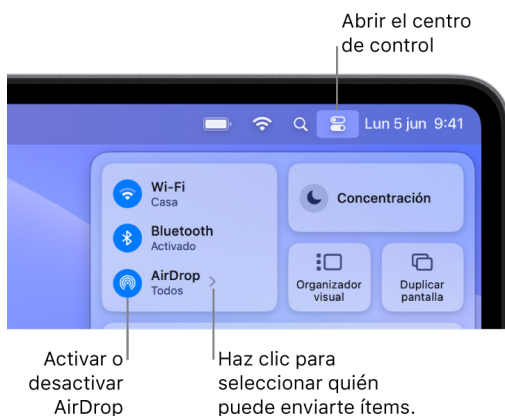 Abrir el centro
de control
Lun 5 jun 9:41
Wi-Fi
Casa
Concentración
Bluetooth
Activado
AirDrop
Todos
Organizador
visual
Duplicar
pantalla
Activar o
desactivar
AirDrop
Haz clic para
seleccionar quién
puede enviarte ítems.